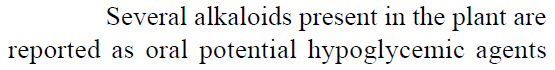 Several alkaloids present in the plant are
reported as oral potential hypoglycemic agents